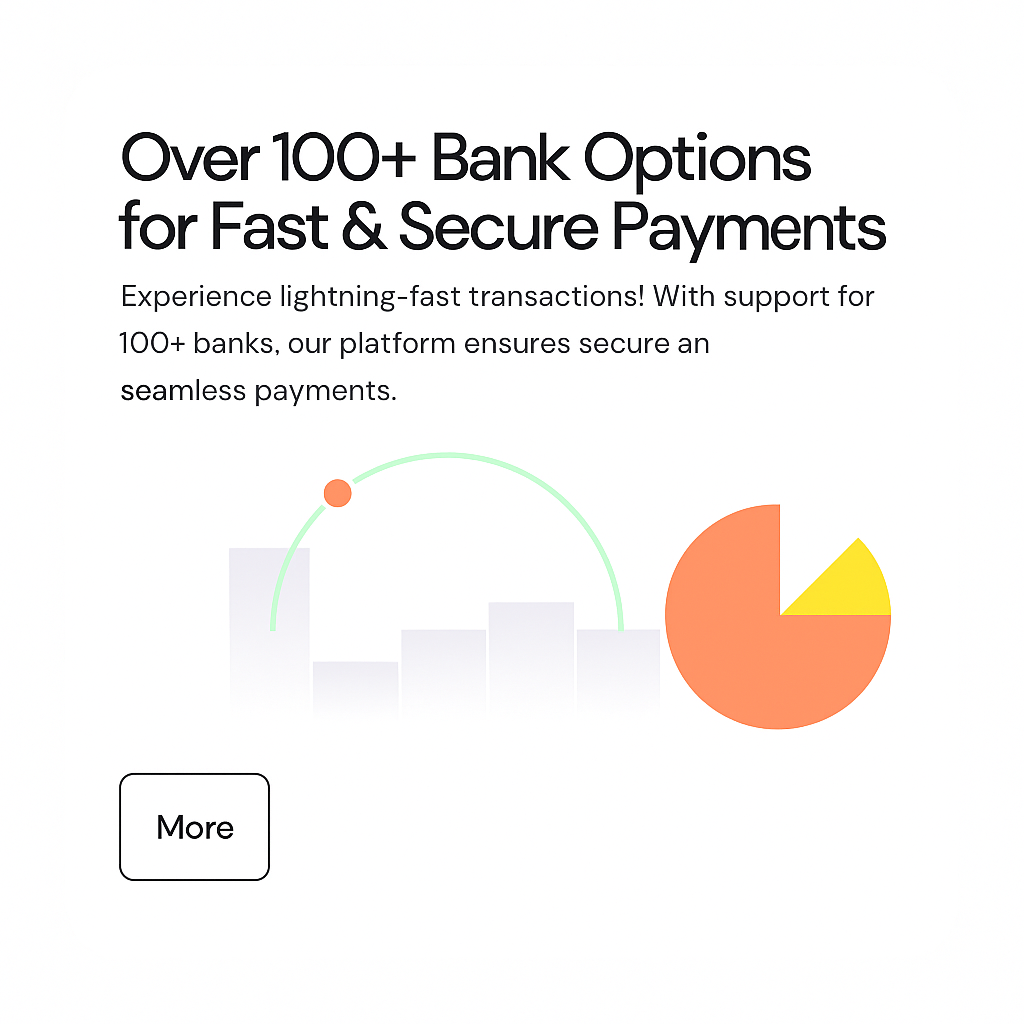 Over 100+ Bank Options
for Fast & Secure Payments
Experience lightning-fast transactions! With support for
100+ banks, our platform ensures secure an
seamless payments.
More